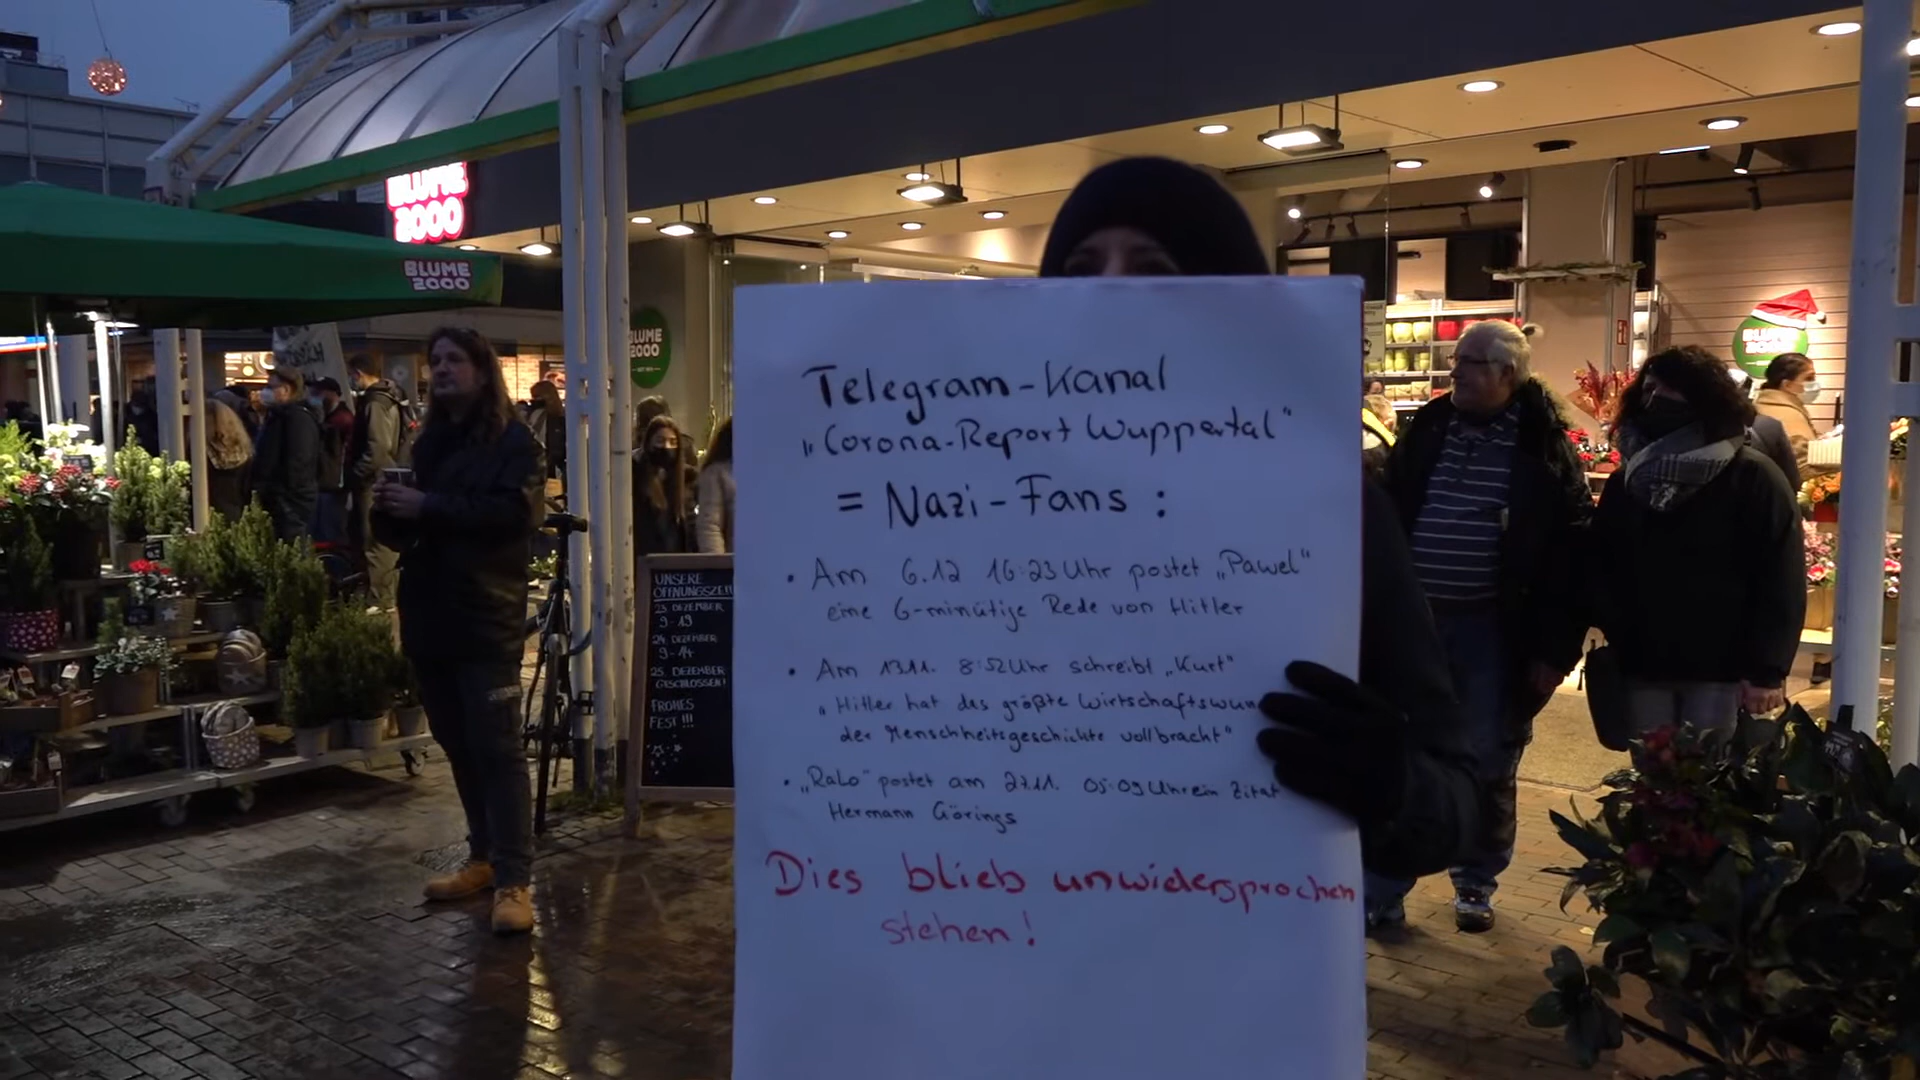 BLUME
2000
BLUME
2000
BLUME
2000
BLUME
2000
UNSERE
ÖFFNUNGSZEIT
23. DEZEMBER
9-19
24. DEZEMBER
9-14
25. DEZEMBER
GESCHLOSSEN!
FROHES
FEST !!!
Telegram-Kanal
„Corona-Report Wuppertal"
= Nazi-Fans :
• Am 6.12 16:23 Uhr postet „Pawel"
eine 6-minütige Rede von Hitler
• Am 13.11. 8:52 Uhr schreibt „Kurt"
„Hitler hat das größte Wirtschaftswun
der Menschheitsgeschichte vollbracht"
• „RaLo" postet am 27.11. 05:09 Uhr ein Zitat
Hermann Görings
Dies blieb unwidersprochen
stehen!